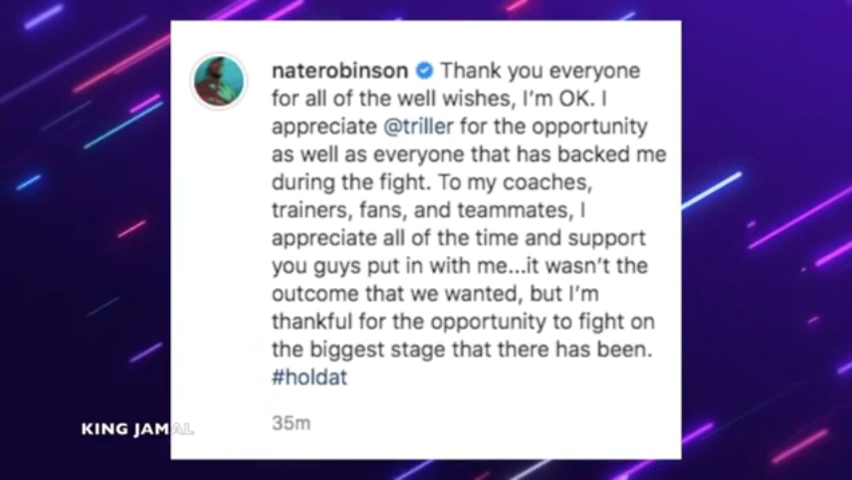 naterobinson Thank you everyone
for all of the well wishes, I'm OK. I
appreciate @triller for the opportunity
as well as everyone that has backed me
during the fight. To my coaches,
trainers, fans, and teammates, I
appreciate all of the time and support
you guys put in with me...it wasn't the
outcome that we wanted, but I'm
thankful for the opportunity to fight on
the biggest stage that there has been.
#holdat
35m
KING JAMAL